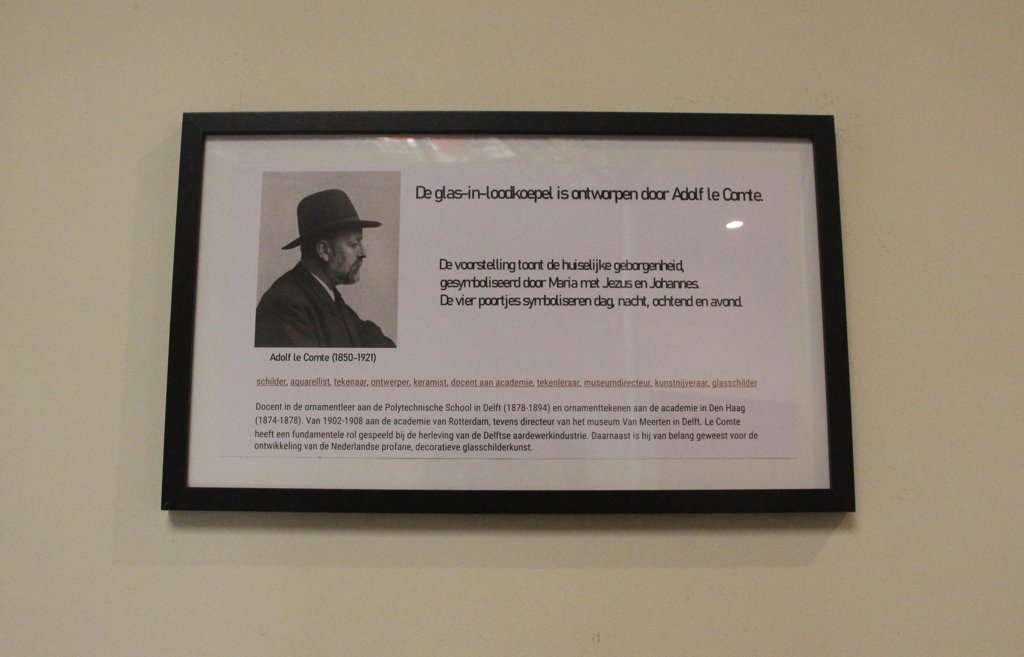 De glas-in-loodkoepel is ontworpen door Adolf le Comte.
De voorstelling toont de huiselijke geborgenheid,
gesymboliseerd door Maria met Jezus en Johannes.
De vier poortjes symboliseren dag, nacht, ochtend en avond.
Adolf le Comte (1850-1921)
schilder, aquarellist, tekenaar, ontwerper, keramist, docent aan academie, tekenleraar, museumdirecteur, kunstnijveraar, glasschilder
Docent in de ornamentleer aan de Polytechnische School in Delft (1878-1894) en ornamenttekenen aan de academie in Den Haag
(1874-1878). Van 1902-1908 aan de academie van Rotterdam, tevens directeur van het museum Van Meerten in Delft. Le Comte
heeft een fundamentele rol gespeeld bij de herleving van de Delftse aardewerkindustrie. Daarnaast is hij van belang geweest voor de
ontwikkeling van de Nederlandse profane, decoratieve glasschilderkunst.